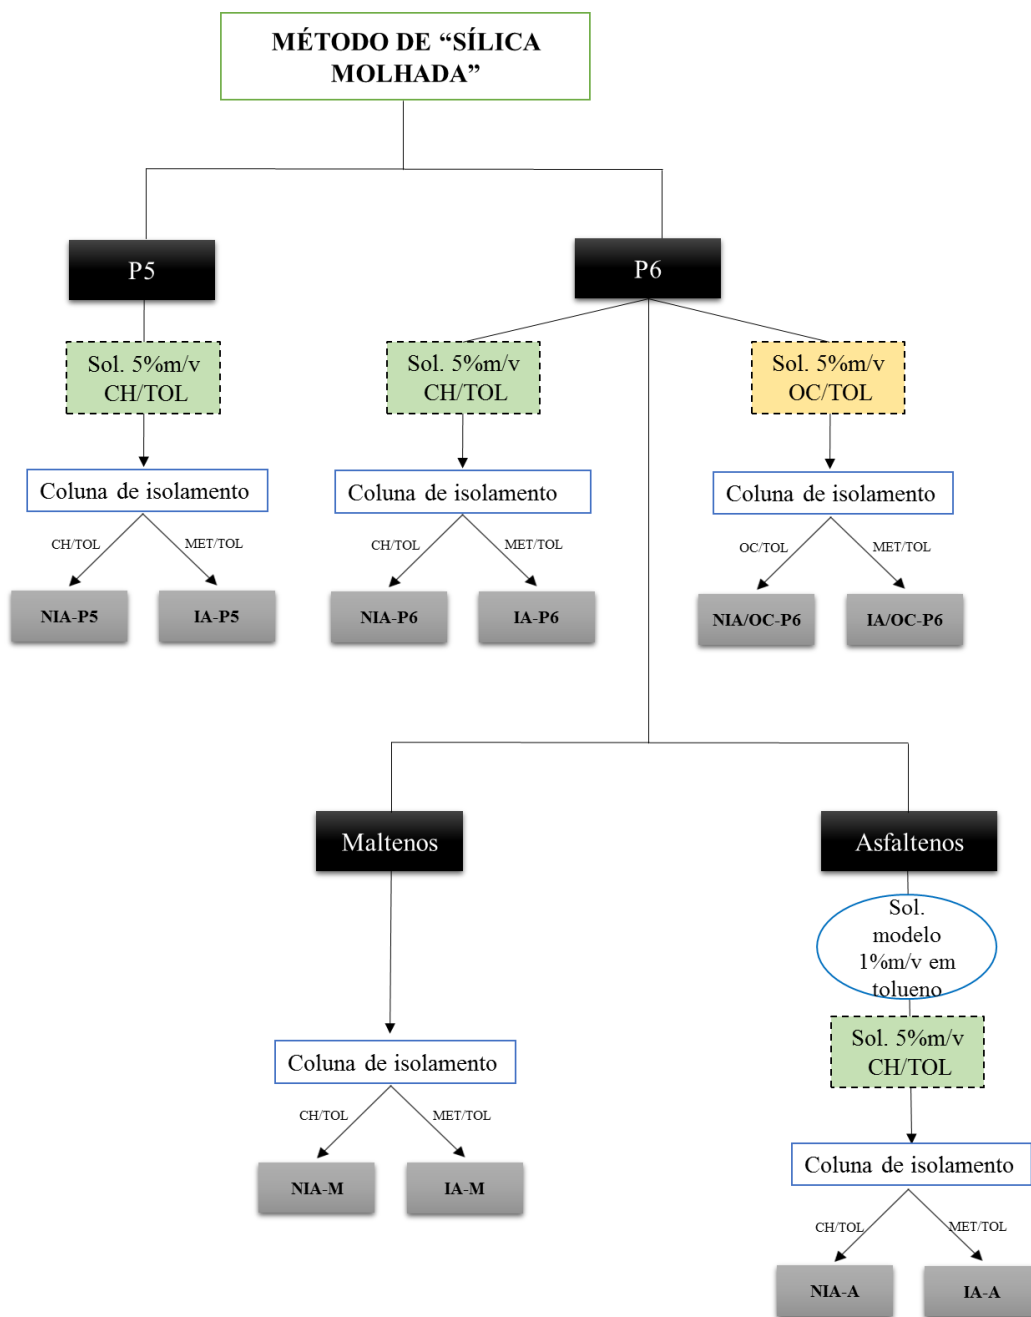 MÉTODO DE “SÍLICA
MOLHADA”
P5
P6
Sol. 5%m/v
CH/TOL
Sol. 5%m/v
CH/TOL
Sol. 5%m/v
OC/TOL
Coluna de isolamento
Coluna de isolamento
Coluna de isolamento
CH/TOL
MET/TOL
CH/TOL
MET/TOL
OC/TOL
MET/TOL
NIA-P5
IA-P5
NIA-P6
IA-P6
NIA/OC-P6
IA/OC-P6
Maltenos
Asfaltenos
Sol.
modelo
1%m/v em
tolueno
Sol. 5%m/v
CH/TOL
Coluna de isolamento
CH/TOL
MET/TOL
NIA-M
IA-M
Coluna de isolamento
CH/TOL
MET/TOL
NIA-A
IA-A